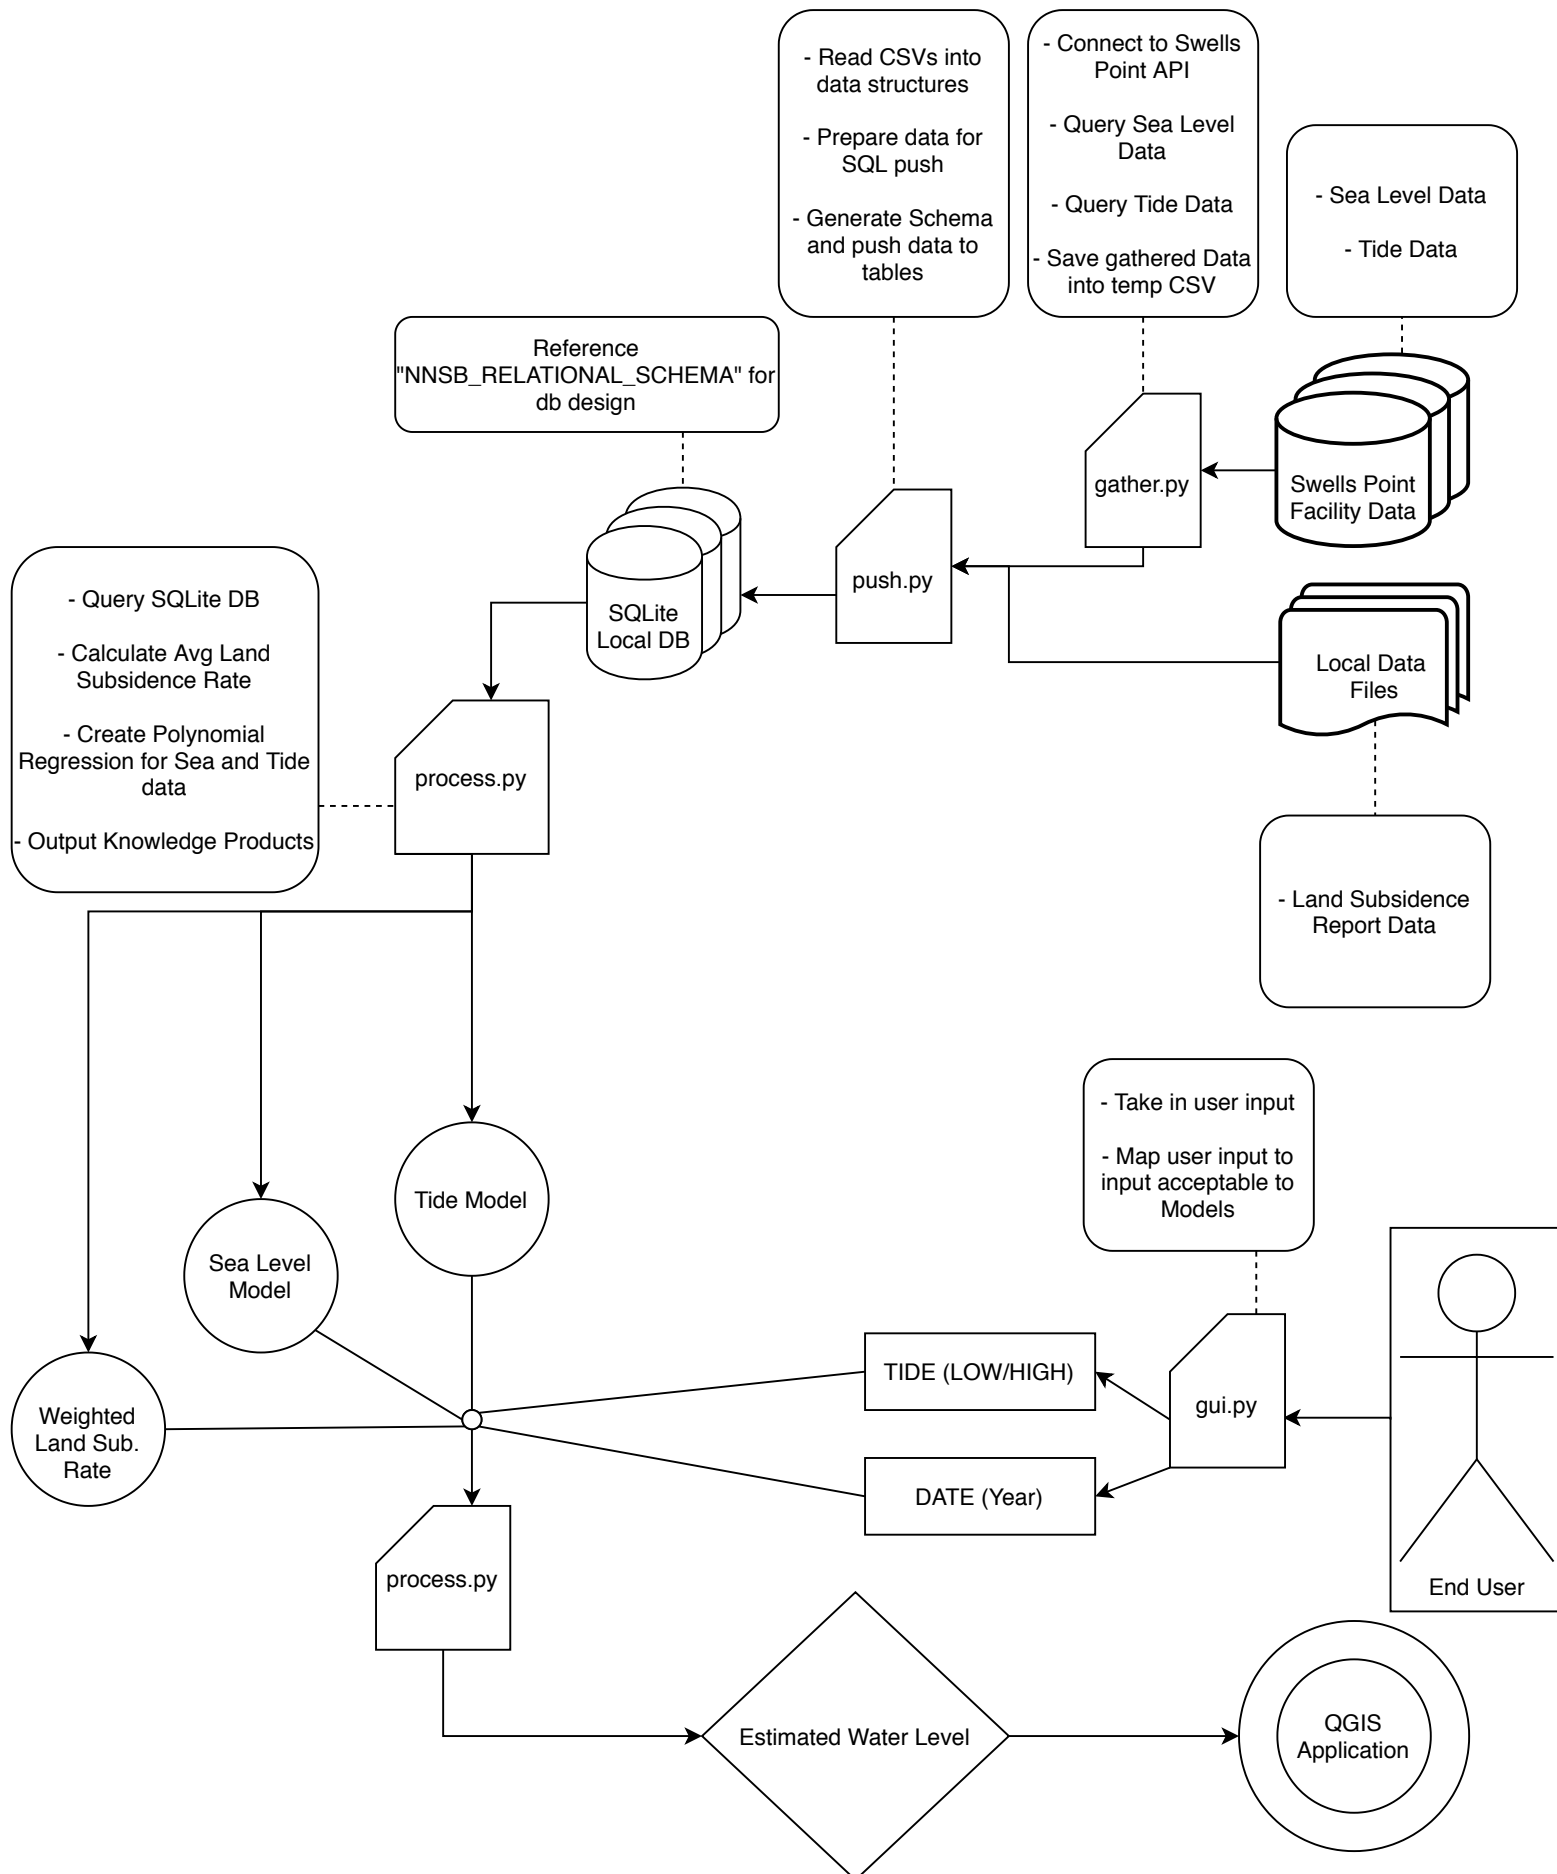 - Read CSVs into
data structures
- Prepare data for
SQL push
- Generate Schema
and push data to
tables
- Connect to Swells
Point API
- Query Sea Level
Data
- Query Tide Data
- Save gathered Data
into temp CSV
- Sea Level Data
- Tide Data
Reference
"NNSB_RELATIONAL_SCHEMA" for
db design
gather.py
Swells Point
Facility Data
push.py
SQLite
Local DB
Local Data
Files
- Query SQLite DB
- Calculate Avg Land
Subsidence Rate
- Create Polynomial
Regression for Sea and Tide
data
- Output Knowledge Products
process.py
- Land Subsidence
Report Data
- Take in user input
- Map user input to
input acceptable to
Models
Tide Model
Sea Level
Model
Weighted
Land Sub.
Rate
TIDE (LOW/HIGH)
DATE (Year)
gui.py
End User
process.py
Estimated Water Level
QGIS
Application